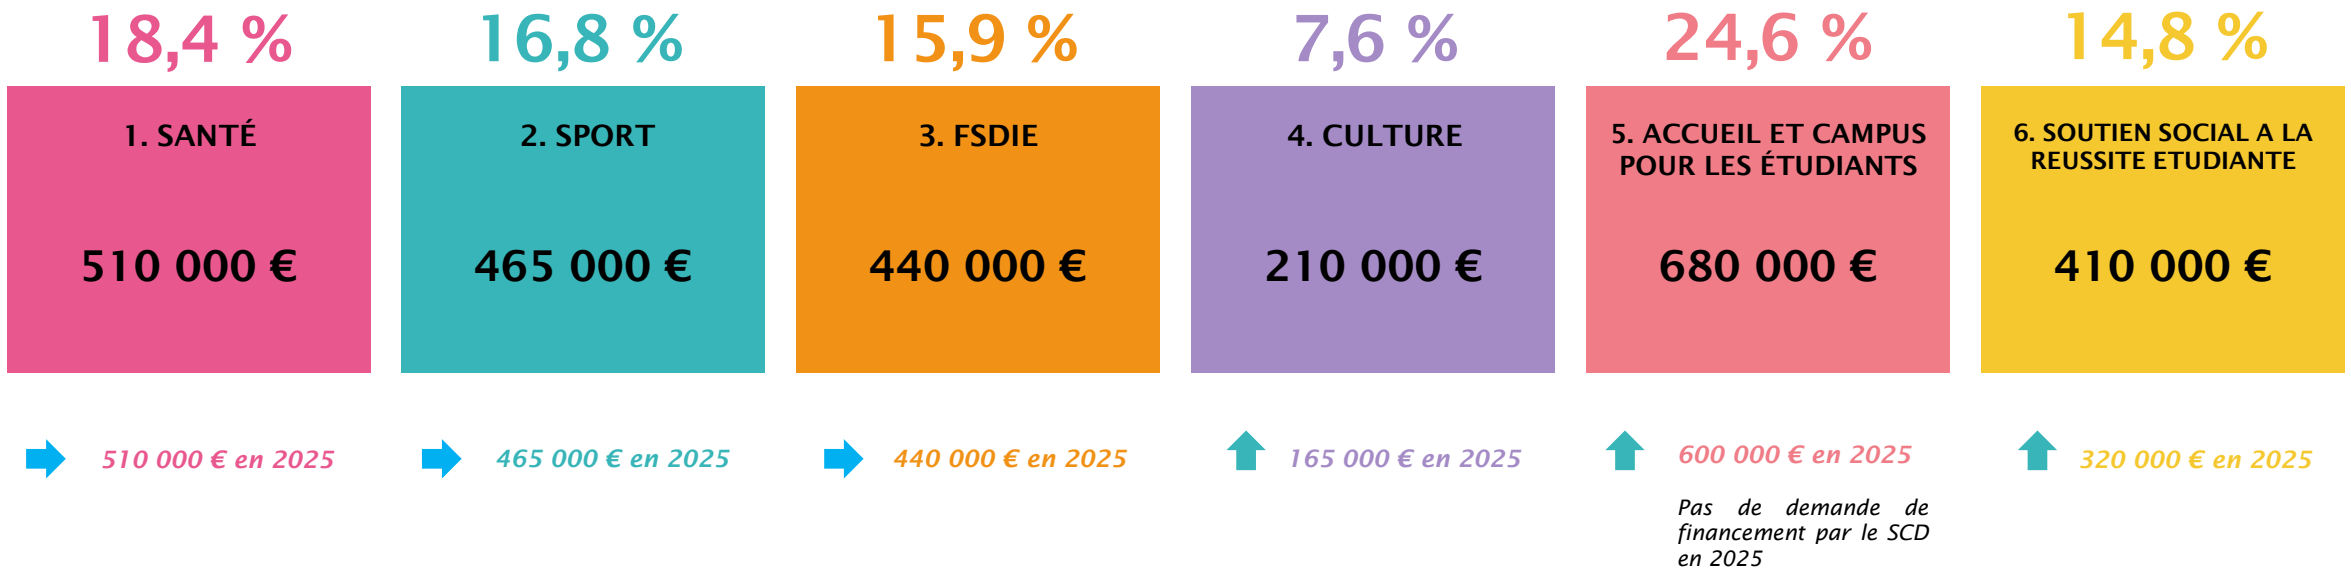 18,4 %
16,8 %
15,9 %
7,6 %
24,6 %
14,8 %
1. SANTÉ
510 000 €
2. SPORT
465 000 €
3. FSDIE
440 000 €
4. CULTURE
210 000 €
5. ACCUEIL ET CAMPUS
POUR LES ÉTUDIANTS
680 000 €
6. SOUTIEN SOCIAL A LA
REUSSITE ETUDIANTE
410 000 €
510 000 € en 2025
465 000 € en 2025
440 000 € en 2025
165 000 € en 2025
600 000 € en 2025
320 000 € en 2025
Pas de demande de
financement par le SCD
en 2025